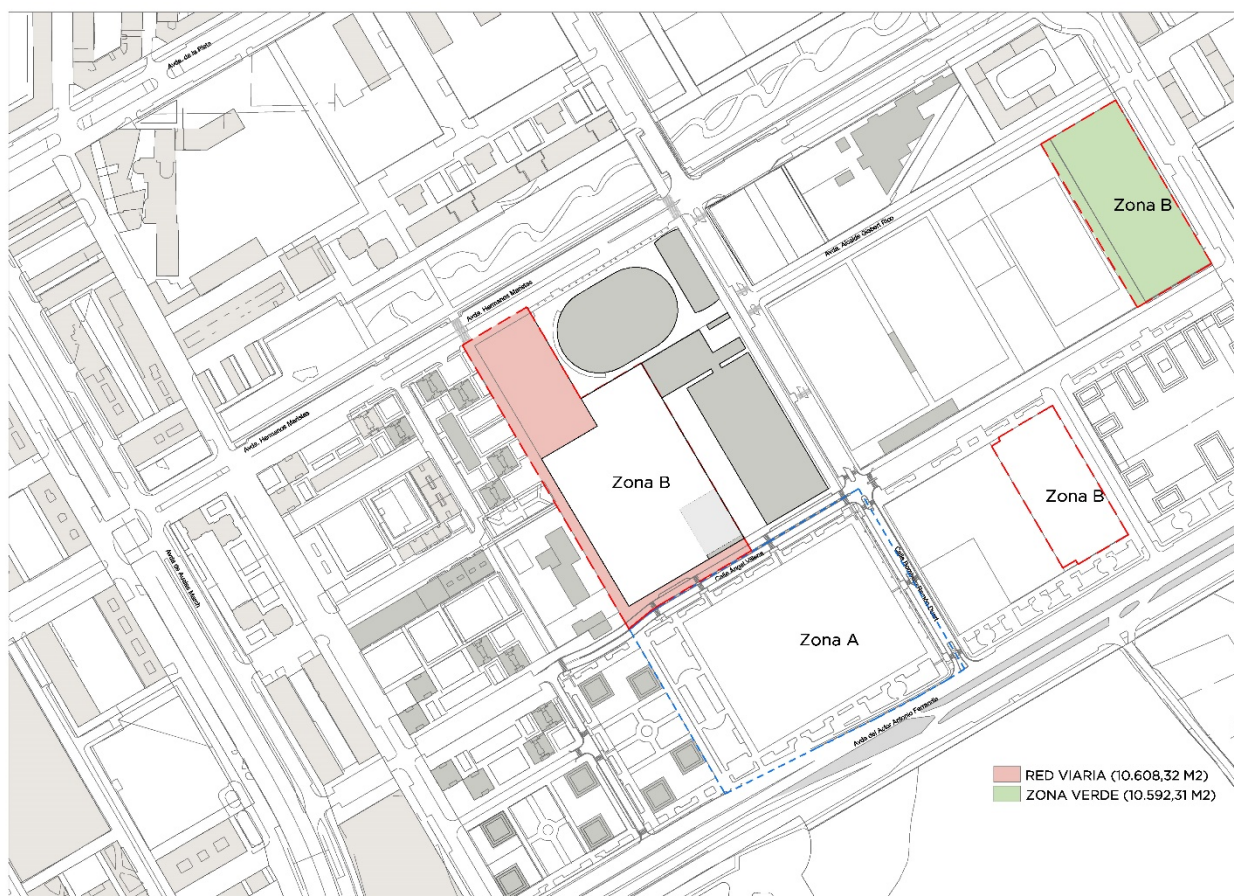 Avda. de la Plata
Zona B
Avda. Alcalde Gisbert Rico
Avda. Hermanos Maristas
Avda. Hermanos Maristas
Zona B
Zona B
Calle Angel Villena
Avda de Ausias March
Zona A
Avda del Actor Antonio Ferrandis
RED VIARIA (10.608,32 M2)
ZONA VERDE (10.592,31 M2)